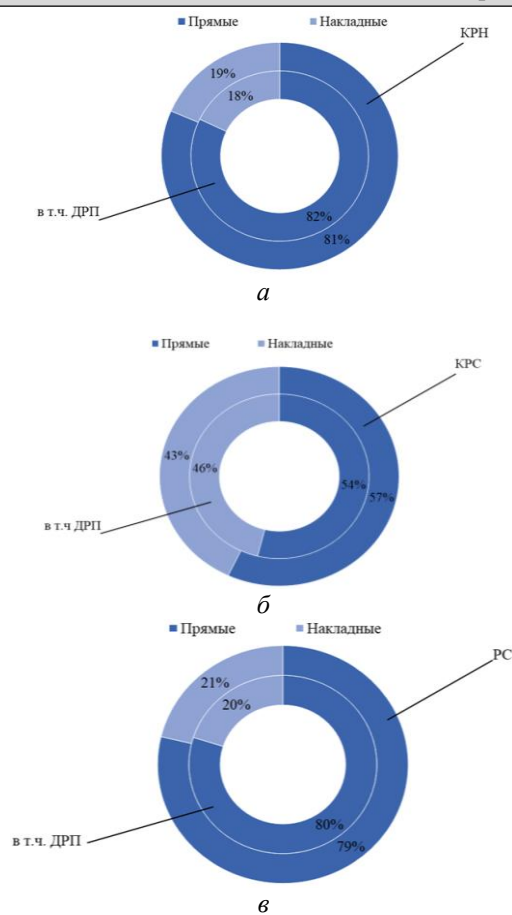 Прямые Накладные
КРН
19%
18%
в т.ч. ДРП
82%
81%
а
Прямые Накладные
КРС
43%
46%
54%
57%
в т.ч ДРП
б
Прямые Накладные
РС
21%
20%
80%
79%
в т.ч. ДРП
в